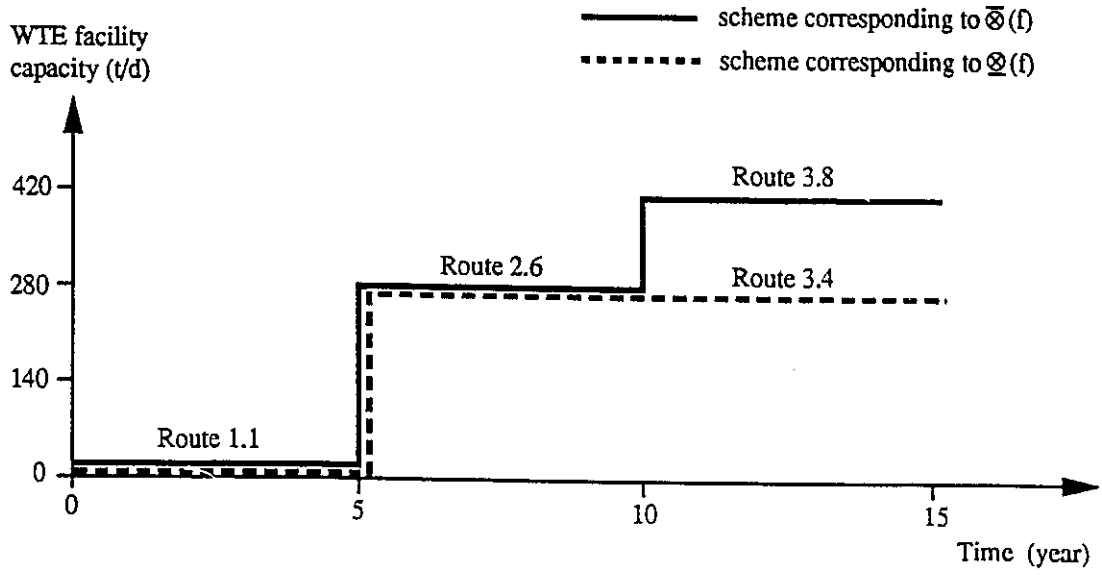 scheme corresponding to ⊗̅(f)
scheme corresponding to ⊗̲(f)
WTE facility
capacity (t/d)
420
Route 3.8
280
Route 2.6
Route 3.4
140
Route 1.1
0
0
5
10
15
Time (year)